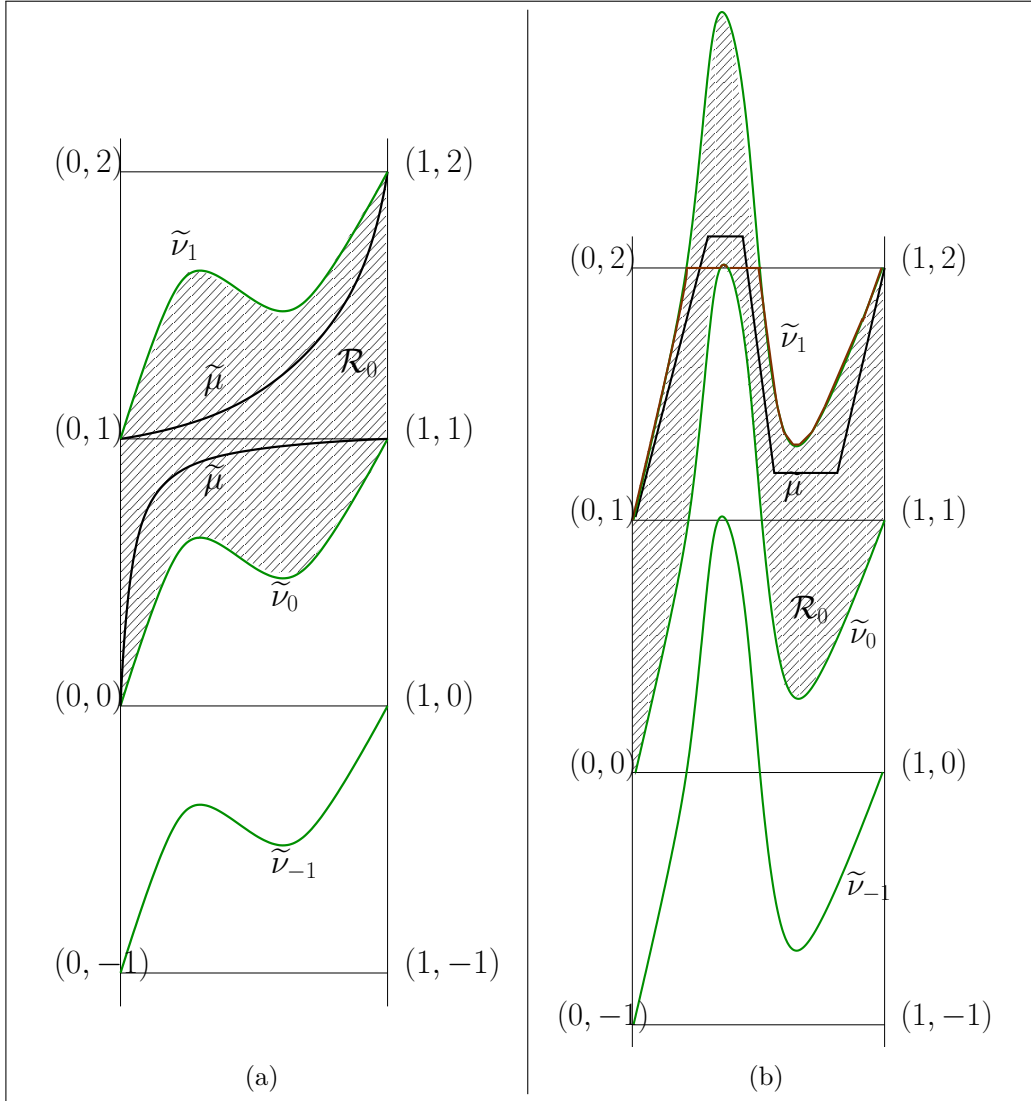 (0, 2)
(1, 2)
ν̃₁
μ̃
ℛ₀
(0, 1)
(1, 1)
μ̃
ν̃₀
(0, 0)
(1, 0)
ν̃₋₁
(0, −1)
(1, −1)
(a)
(0, 2)
(1, 2)
ν̃₁
μ̃
(0, 1)
(1, 1)
ℛ₀
ν̃₀
(0, 0)
(1, 0)
ν̃₋₁
(0, −1)
(1, −1)
(b)